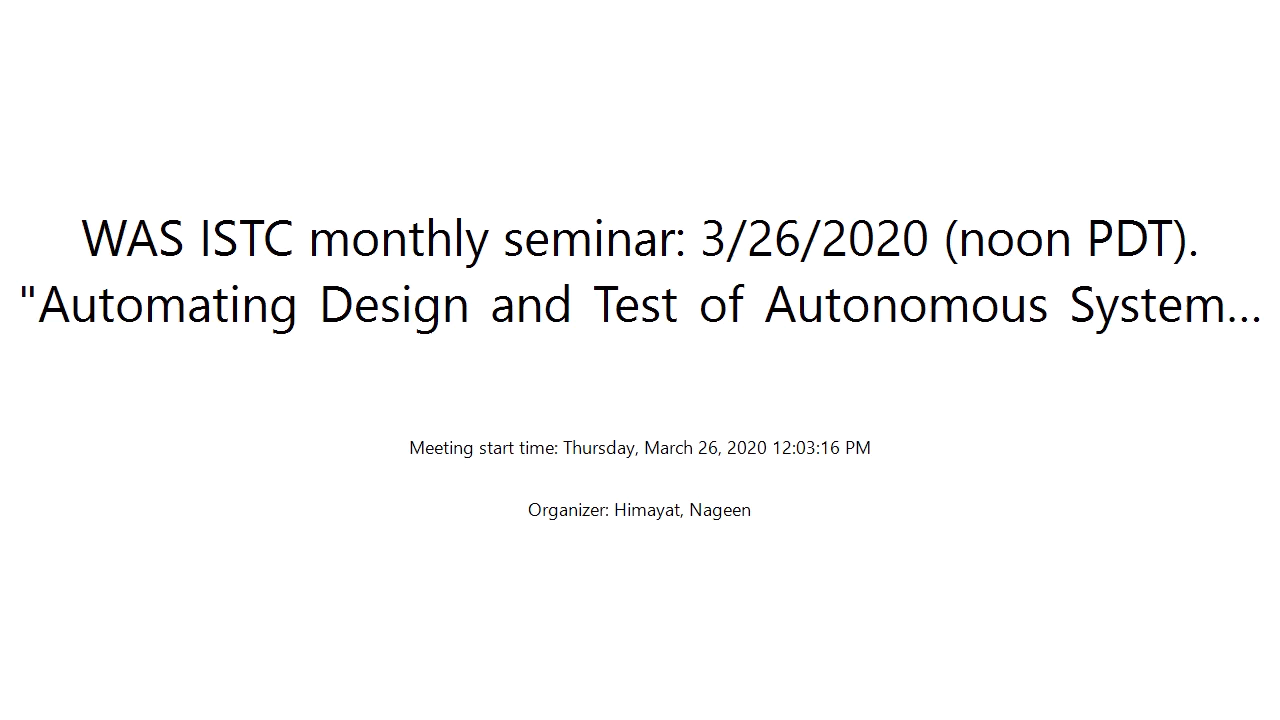 WAS ISTC monthly seminar: 3/26/2020 (noon PDT).
"Automating Design and Test of Autonomous System...
Meeting start time: Thursday, March 26, 2020 12:03:16 PM
Organizer: Himayat, Nageen